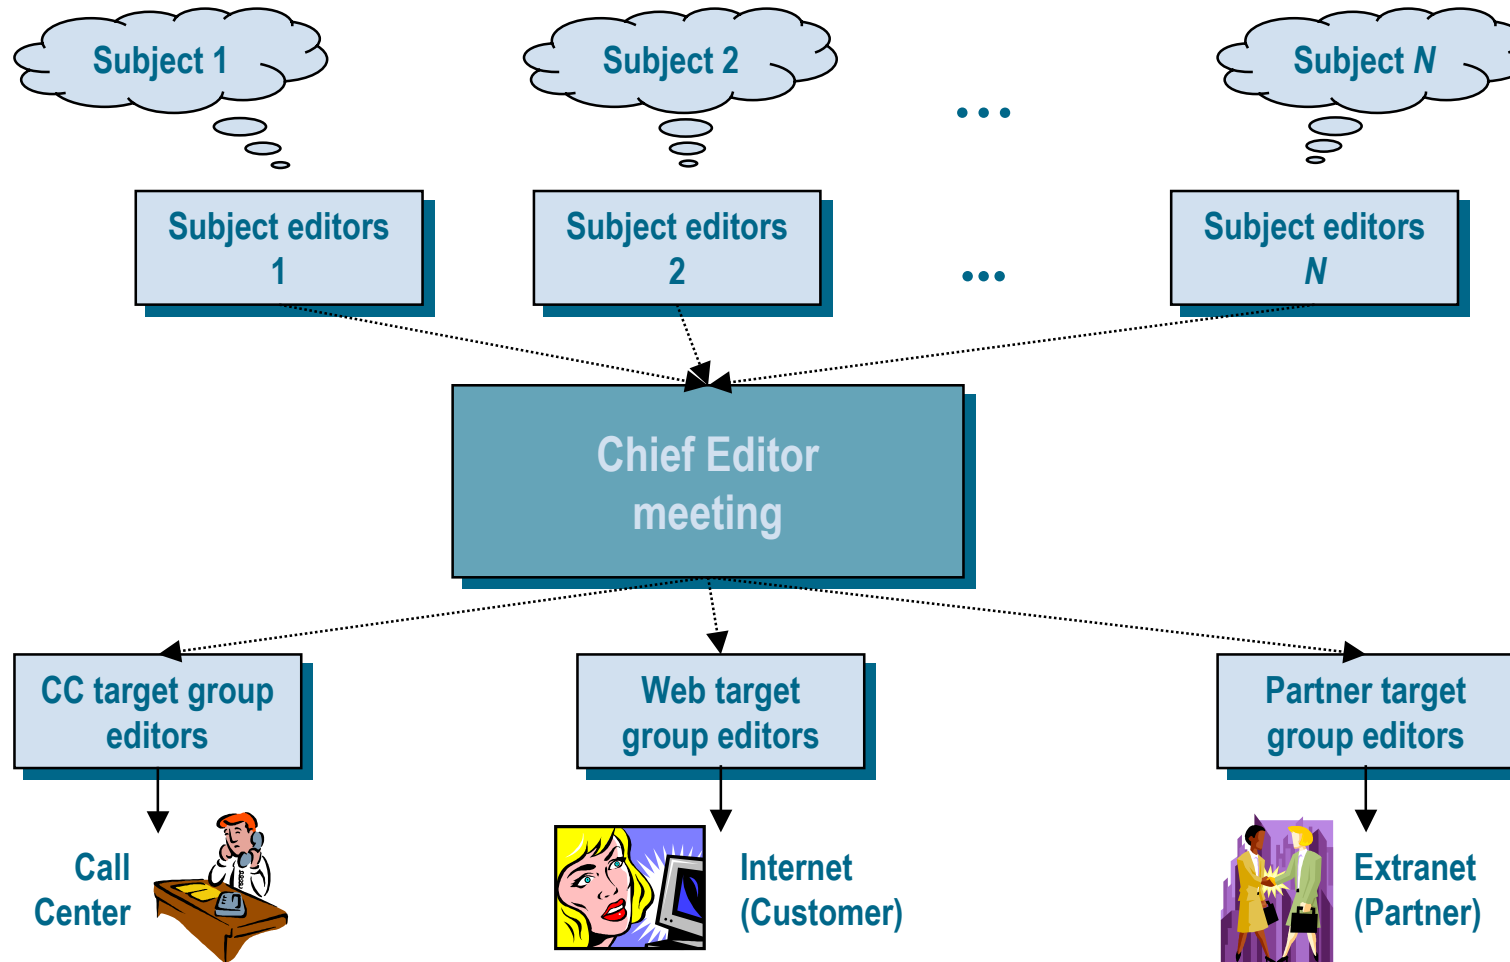 Subject 1
Subject 2
...
Subject N
Subject editors
1
Subject editors
2
...
Subject editors
N
Chief Editor
meeting
CC target group
editors
Web target
group editors
Partner target
group editors
Call
Center
Internet
(Customer)
Extranet
(Partner)